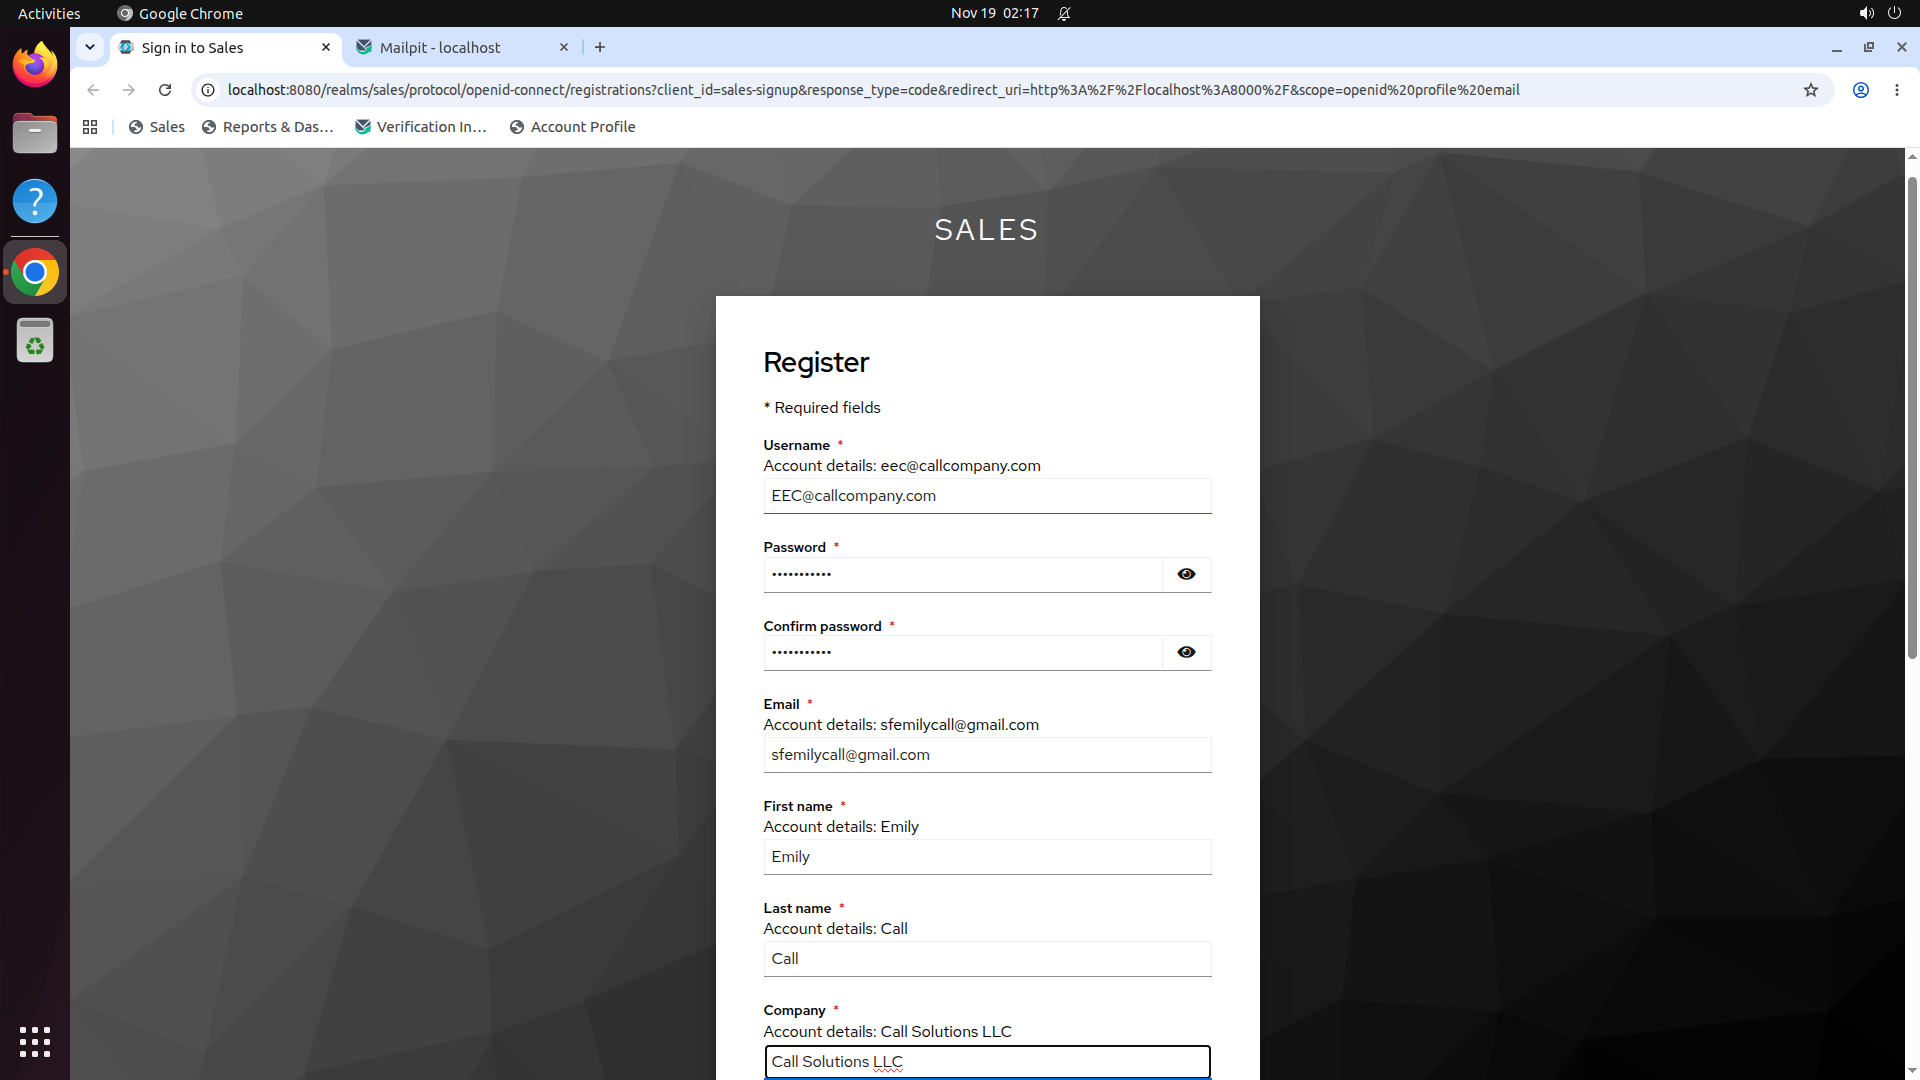 Activities
Google Chrome
Nov 19 02:17
Sign in to Sales
Mailpit - localhost
localhost:8080/realms/sales/protocol/openid-connect/registrations?client_id=sales-signup&response_type=code&redirect_uri=http%3A%2F%2Flocalhost%3A8000%2F&scope=openid%20profile%20email
Sales
Reports & Das...
Verification In...
Account Profile
SALES
Register
* Required fields
Username *
Account details: eec@callcompany.com
EEC@callcompany.com
Password *
•••••••••••
Confirm password *
•••••••••••
Email *
Account details: sfemilycall@gmail.com
sfemilycall@gmail.com
First name *
Account details: Emily
Emily
Last name *
Account details: Call
Call
Company *
Account details: Call Solutions LLC
Call Solutions LLC